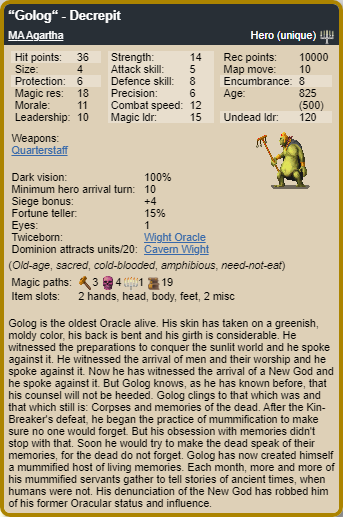 “Golog“ - Decrepit
MA Agartha Hero (unique)
Hit points: 36 Strength: 14 Rec points: 10000
Size: 4 Attack skill: 5 Map move: 10
Protection: 6 Defence skill: 8 Encumbrance: 8
Magic res: 18 Precision: 6 Age: 825
Morale: 11 Combat speed: 12 (500)
Leadership: 10 Magic ldr: 15 Undead ldr: 120
Weapons:
Quarterstaff
Dark vision: 100%
Minimum hero arrival turn: 10
Siege bonus: +4
Fortune teller: 15%
Eyes: 1
Twiceborn: Wight Oracle
Dominion attracts units/20: Cavern Wight
(Old-age, sacred, cold-blooded, amphibious, need-not-eat)
Magic paths: 3 4 1 19
Item slots: 2 hands, head, body, feet, 2 misc
Golog is the oldest Oracle alive. His skin has taken on a greenish,
moldy color, his back is bent and his girth is considerable. He
witnessed the preparations to conquer the sunlit world and he spoke
against it. He witnessed the arrival of men and their worship and he
spoke against it. Now he has witnessed the arrival of a New God and
he spoke against it. But Golog knows, as he has known before, that
his counsel will not be heeded. Golog clings to that which was and
that which still is: Corpses and memories of the dead. After the Kin-
Breaker's defeat, he began the practice of mummification to make
sure no one would forget. But his obsession with memories didn't
stop with that. Soon he would try to make the dead speak of their
memories, for the dead do not forget. Golog has now created himself
a mummified host of living memories. Each month, more and more of
his mummified servants gather to tell stories of ancient times, when
humans were not. His denunciation of the New God has robbed him
of his former Oracular status and influence.